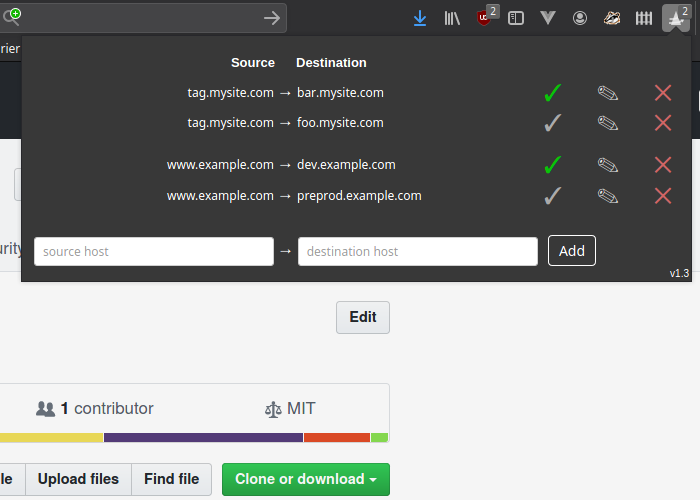 2
2
rier
Source Destination
tag.mysite.com → bar.mysite.com
tag.mysite.com → foo.mysite.com
www.example.com → dev.example.com
www.example.com → preprod.example.com
urity
source host → destination host Add
v1.3
Edit
1 contributor MIT
le Upload files Find file Clone or download